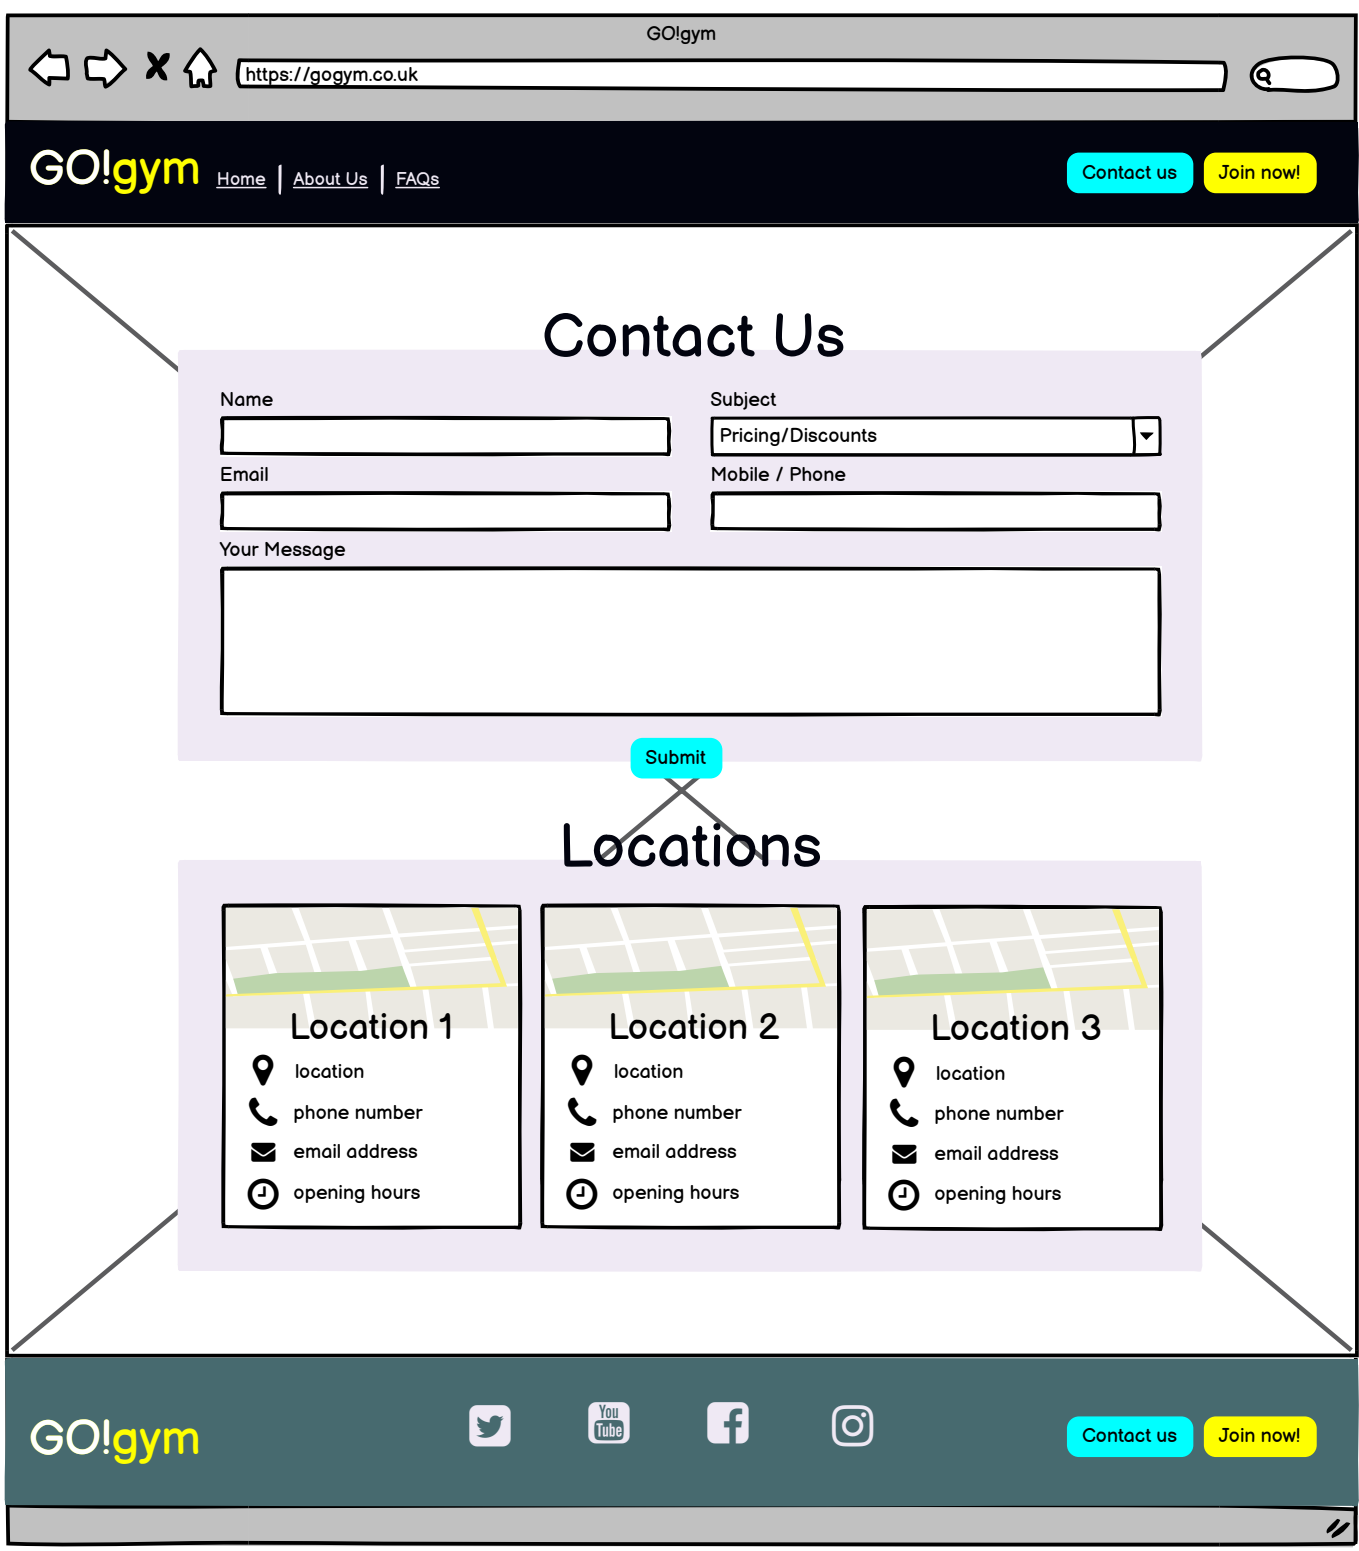 GO!gym
https://gogym.co.uk
GO!gym Home About Us FAQs Contact us Join now!
Contact Us
Name Subject
Pricing/Discounts
Email Mobile / Phone
Your Message
Submit
Locations
Location 1
location
phone number
email address
opening hours
Location 2
location
phone number
email address
opening hours
Location 3
location
phone number
email address
opening hours
GO!gym You Tube Contact us Join now!